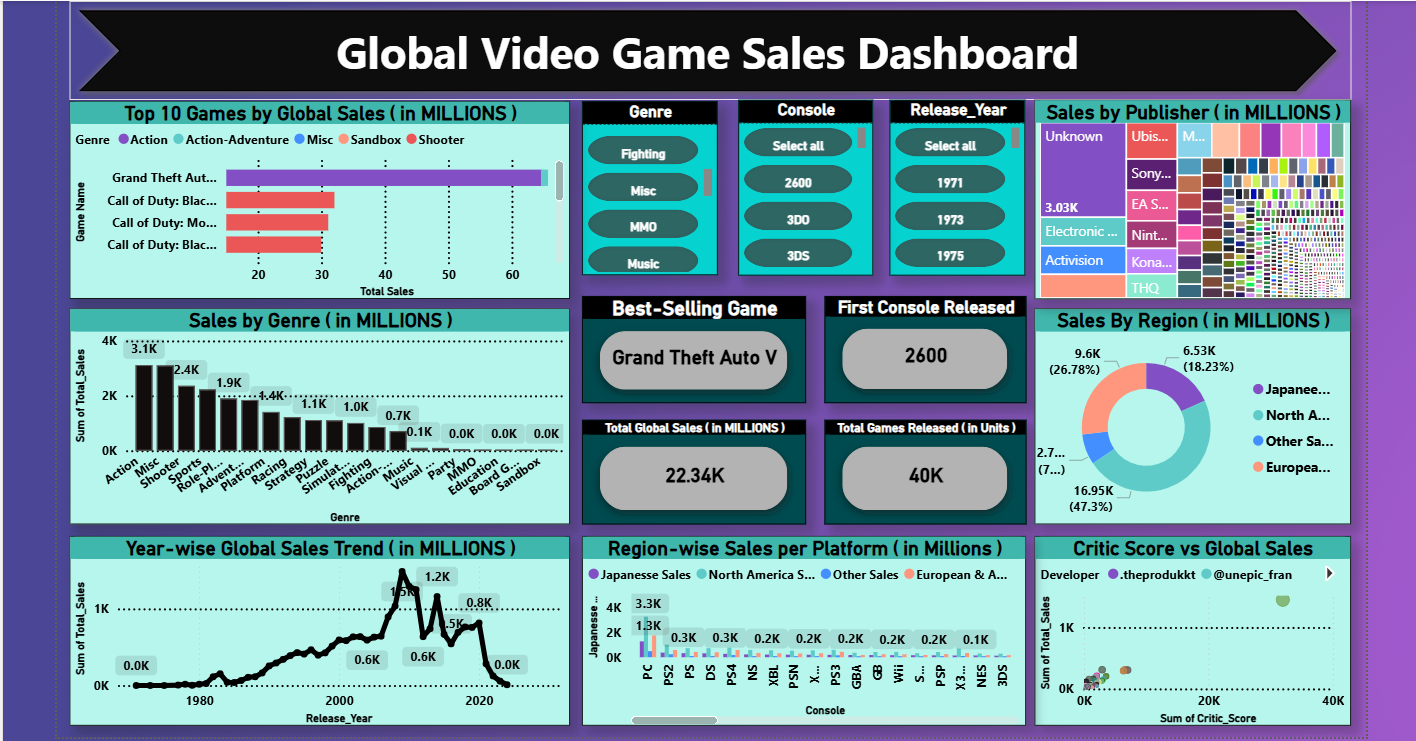 Global Video Game Sales Dashboard
Top 10 Games by Global Sales ( in MILLIONS )
Genre Action Action-Adventure Misc Sandbox Shooter
Game Name
Grand Theft Aut...
Call of Duty: Blac...
Call of Duty: Mo...
Call of Duty: Blac...
20 30 40 50 60
Total Sales
Genre
Fighting
Misc
MMO
Music
Console
Select all
2600
3DO
3DS
Release_Year
Select all
1971
1973
1975
Sales by Publisher ( in MILLIONS )
Unknown
3.03K
Electronic ...
Activision
Ubis...
Sony...
EA S...
Nint...
Kona...
THQ
M...
Sales by Genre ( in MILLIONS )
Sum of Total_Sales
4K
2K
0K
3.1K
2.4K
1.9K
1.4K
1.1K
1.0K
0.7K
0.1K
0.0K
0.0K
0.0K
Action
Misc
Shooter
Sports
Role-Pl...
Advent...
Platform
Racing
Strategy
Puzzle
Simulat...
Fighting
Action-...
Music
Visual ...
Party
MMO
Education
Board G...
Sandbox
Genre
Best-Selling Game
Grand Theft Auto V
First Console Released
2600
Total Global Sales ( in MILLIONS )
22.34K
Total Games Released ( in Units )
40K
Sales By Region ( in MILLIONS )
9.6K
(26.78%)
6.53K
(18.23%)
2.7...
(7...)
16.95K
(47.3%)
Japanee...
North A...
Other Sa...
Europea...
Year-wise Global Sales Trend ( in MILLIONS )
Sum of Total_Sales
1K
0K
0.0K
0.6K
1.5K
1.2K
0.6K
0.5K
0.8K
0.0K
1980 2000 2020
Release_Year
Region-wise Sales per Platform ( in Millions )
Japanesse Sales North America S... Other Sales European & A...
Japanesse ...
4K
2K
0K
3.3K
1.3K
0.3K
0.3K
0.2K
0.2K
0.2K
0.2K
0.2K
0.1K
PC
PS2
PS
DS
PS4
NS
XBL
PSN
X...
PS3
GBA
GB
Wii
S...
PSP
X3...
NES
3DS
Console
Critic Score vs Global Sales
Developer .theprodukkt @unepic_fran
Sum of Total_Sales
1K
0K
0K 20K 40K
Sum of Critic_Score